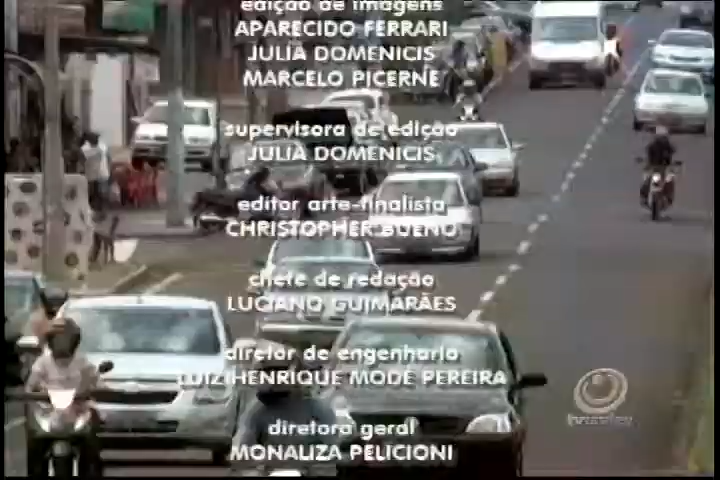 edição de imagens
APARECIDO FERRARI
JULIA DOMENICIS
MARCELO PICERNE
supervisora de edição
JULIA DOMENICIS
editor arte-finalista
CHRISTOPHER BUENO
chefe de redação
LUCIANO GUIMARÃES
diretor de engenharia
LUIZ HENRIQUE MODÉ PEREIRA
diretora geral
MONALIZA PELICIONI